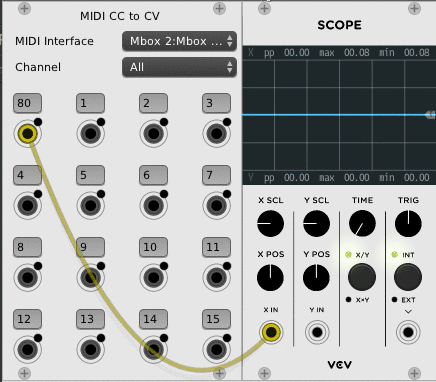 MIDI CC to CV
MIDI Interface Mbox 2:Mbox ...
Channel All
80 1 2 3
4 5 6 7
8 9 10 11
12 13 14 15
SCOPE
X pp 00.00 max 00.08 min 00.08
Y pp 00.00 max 00.00 min 00.00
X SCL Y SCL TIME TRIG
X POS Y POS X/Y INT
X×Y EXT
X IN Y IN
VCV